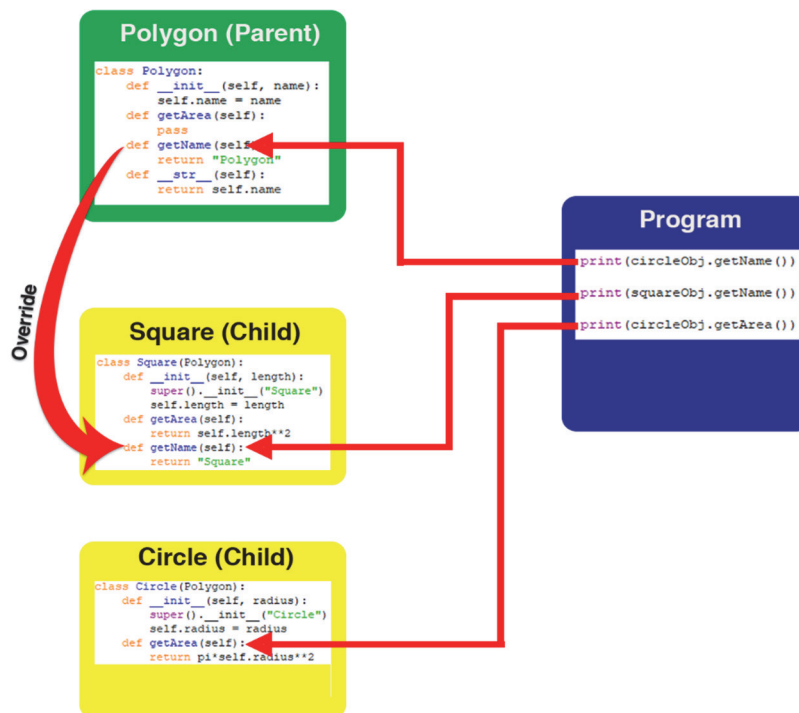 Polygon (Parent)
class Polygon:
    def __init__(self, name):
        self.name = name
    def getArea(self):
        pass
    def getName(self
        return "Polygon"
    def __str__(self):
        return self.name
Override
Square (Child)
class Square(Polygon):
    def __init__(self, length):
        super().__init__("Square")
        self.length = length
    def getArea(self):
        return self.length**2
    def getName(self):
        return "Square"
Circle (Child)
class Circle(Polygon):
    def __init__(self, radius):
        super().__init__("Circle")
        self.radius = radius
    def getArea(self):
        return pi*self.radius**2
Program
print(circleObj.getName())
print(squareObj.getName())
print(circleObj.getArea())